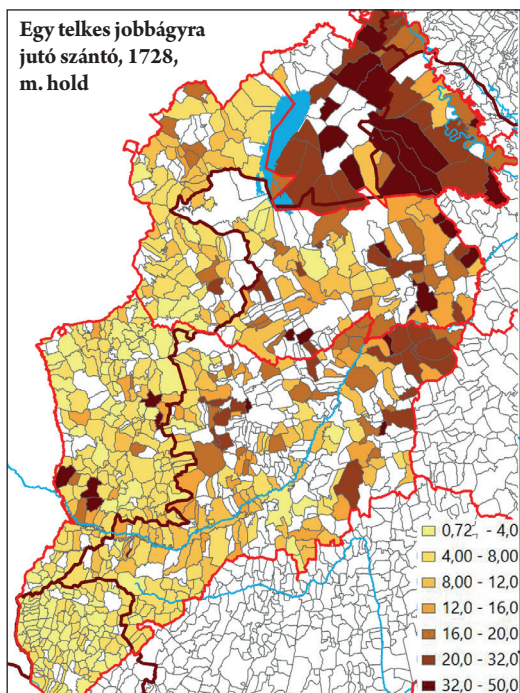 Egy telkes jobbágyra
jutó szántó, 1728,
m. hold
0,72 - 4,0
4,00 - 8,00
8,00 - 12,0
12,0 - 16,0
16,0 - 20,0
20,0 - 32,0
32,0 - 50,0